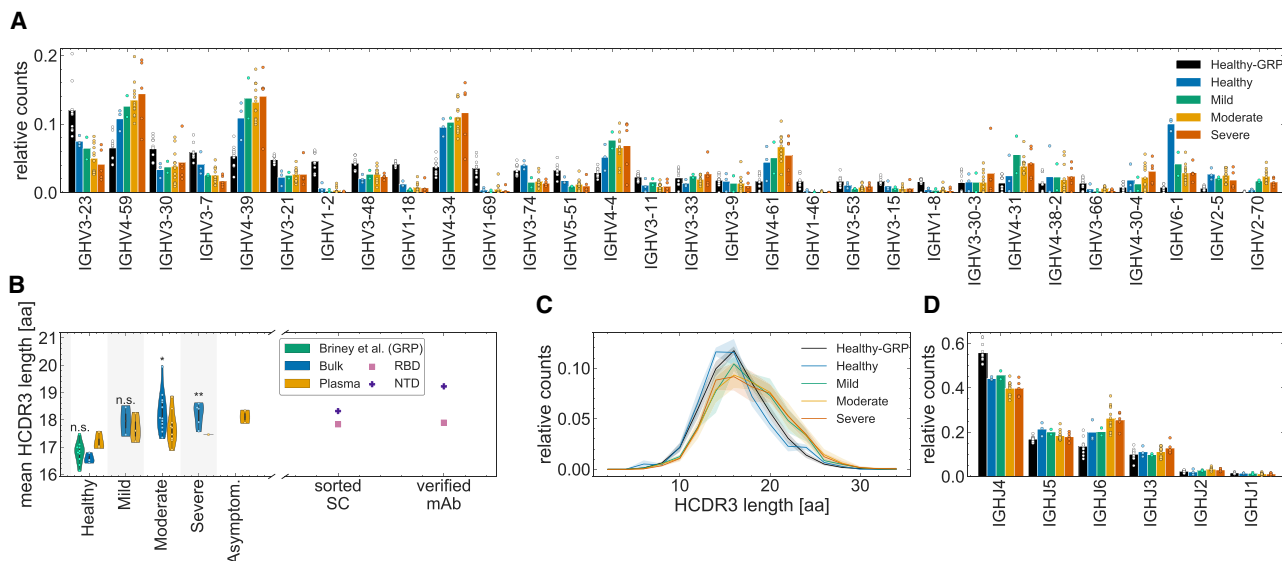 A
relative counts
0.2
0.1
0.0
Healthy-GRP
Healthy
Mild
Moderate
Severe
IGHV3-23
IGHV4-59
IGHV3-30
IGHV3-7
IGHV4-39
IGHV3-21
IGHV1-2
IGHV3-48
IGHV1-18
IGHV4-34
IGHV1-69
IGHV3-74
IGHV5-51
IGHV4-4
IGHV3-11
IGHV3-33
IGHV3-9
IGHV4-61
IGHV1-46
IGHV3-53
IGHV3-15
IGHV1-8
IGHV3-30-3
IGHV4-31
IGHV4-38-2
IGHV3-66
IGHV4-30-4
IGHV6-1
IGHV2-5
IGHV2-70
B
mean HCDR3 length [aa]
21
20
19
18
17
16
n.s.
n.s.
*
**
Briney et al. (GRP)
Bulk
Plasma
RBD
NTD
Healthy
Mild
Moderate
Severe
Asymptom.
sorted
SC
verified
mAb
C
relative counts
0.10
0.05
0.00
10
20
30
HCDR3 length [aa]
Healthy-GRP
Healthy
Mild
Moderate
Severe
D
relative counts
0.6
0.4
0.2
0.0
IGHJ4
IGHJ5
IGHJ6
IGHJ3
IGHJ2
IGHJ1